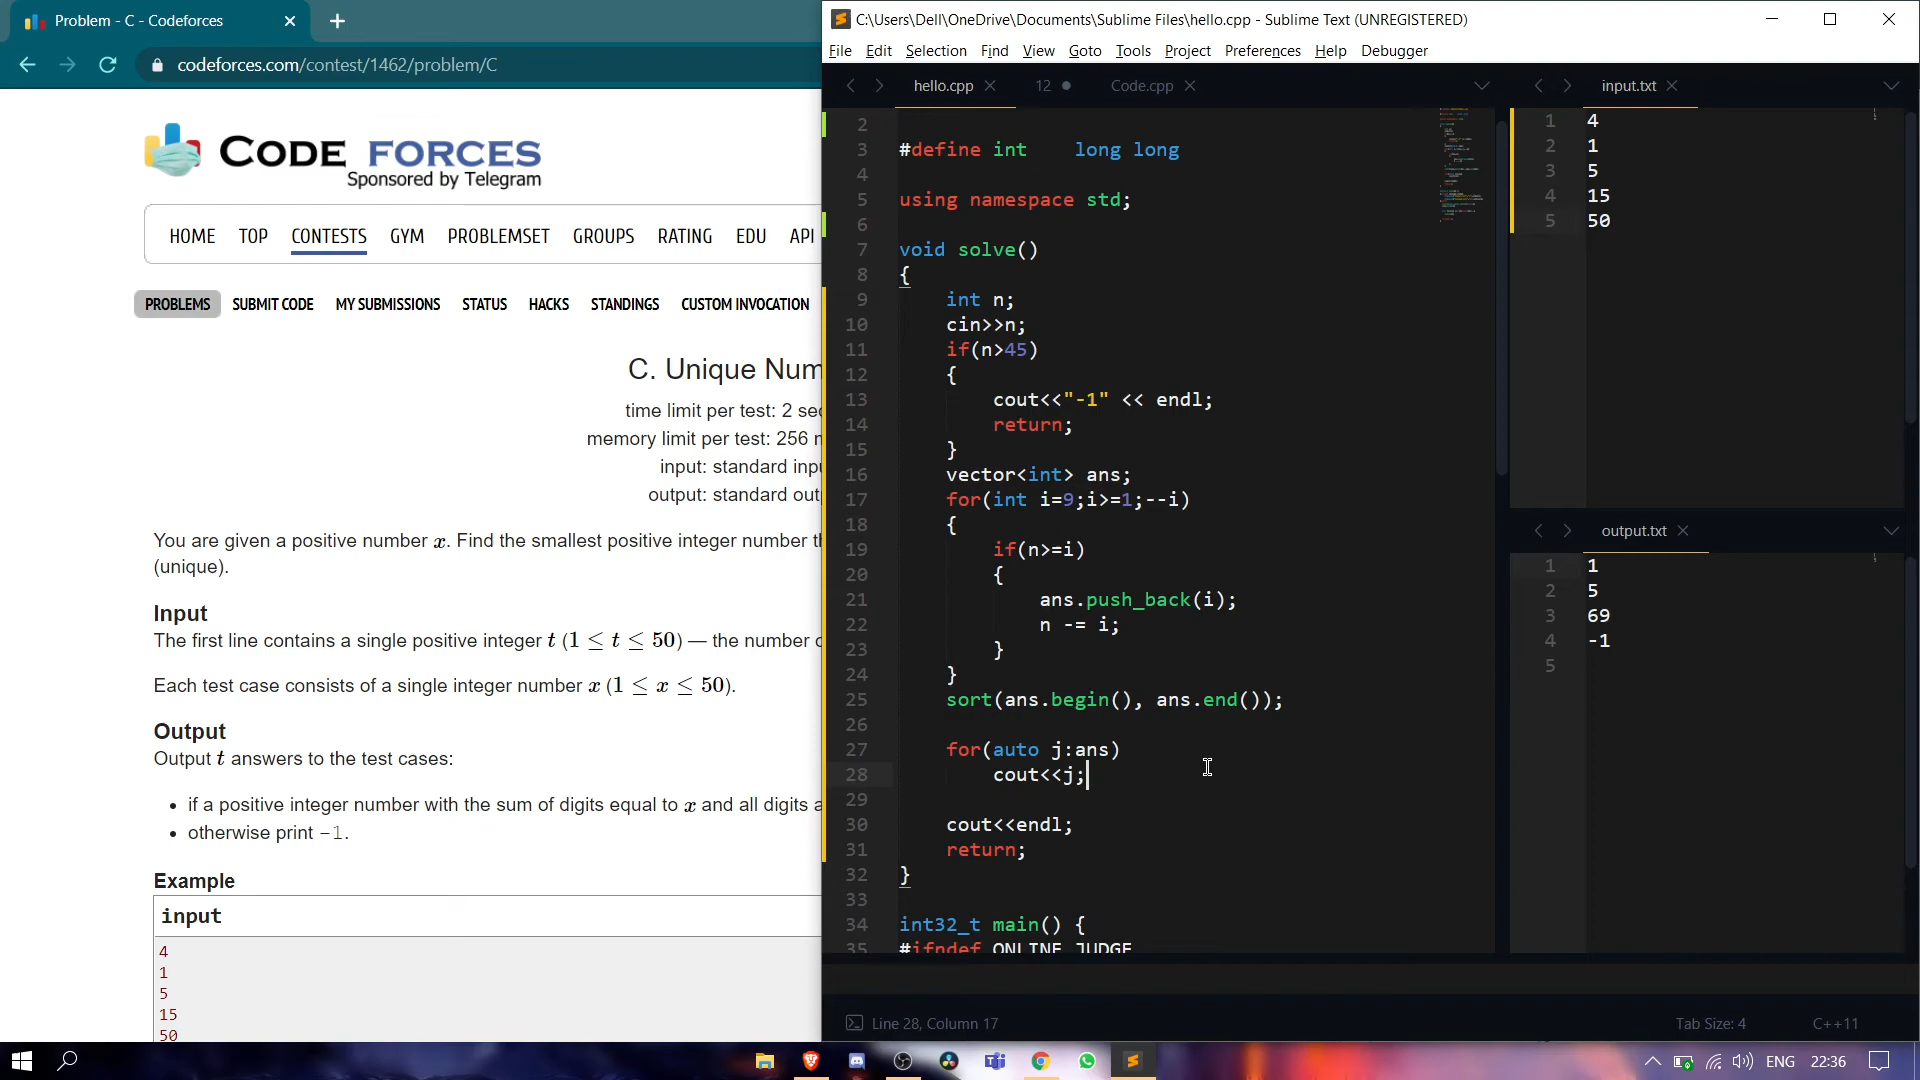 Problem - C - Codeforces
codeforces.com/contest/1462/problem/C
CODE FORCES
Sponsored by Telegram
HOME TOP CONTESTS GYM PROBLEMSET GROUPS RATING EDU API
PROBLEMS SUBMIT CODE MY SUBMISSIONS STATUS HACKS STANDINGS CUSTOM INVOCATION
C. Unique Num
time limit per test: 2 sec
memory limit per test: 256 m
input: standard inpu
output: standard outp
You are given a positive number x. Find the smallest positive integer number th
(unique).
Input
The first line contains a single positive integer t (1 ≤ t ≤ 50) — the number o
Each test case consists of a single integer number x (1 ≤ x ≤ 50).
Output
Output t answers to the test cases:
• if a positive integer number with the sum of digits equal to x and all digits a
• otherwise print -1.
Example
input
4
1
5
15
50
C:\Users\Dell\OneDrive\Documents\Sublime Files\hello.cpp - Sublime Text (UNREGISTERED)
File Edit Selection Find View Goto Tools Project Preferences Help Debugger
hello.cpp 12 Code.cpp
2
3 #define int    long long
4
5 using namespace std;
6
7 void solve()
8 {
9     int n;
10     cin>>n;
11     if(n>45)
12     {
13         cout<<"-1" << endl;
14         return;
15     }
16     vector<int> ans;
17     for(int i=9;i>=1;--i)
18     {
19         if(n>=i)
20         {
21             ans.push_back(i);
22             n -= i;
23         }
24     }
25     sort(ans.begin(), ans.end());
26
27     for(auto j:ans)
28         cout<<j;
29
30     cout<<endl;
31     return;
32 }
33
34 int32_t main() {
35 #ifndef ONLINE_JUDGE
input.txt
1 4
2 1
3 5
4 15
5 50
output.txt
1 1
2 5
3 69
4 -1
5
Line 28, Column 17
Tab Size: 4
C++11
ENG 22:36